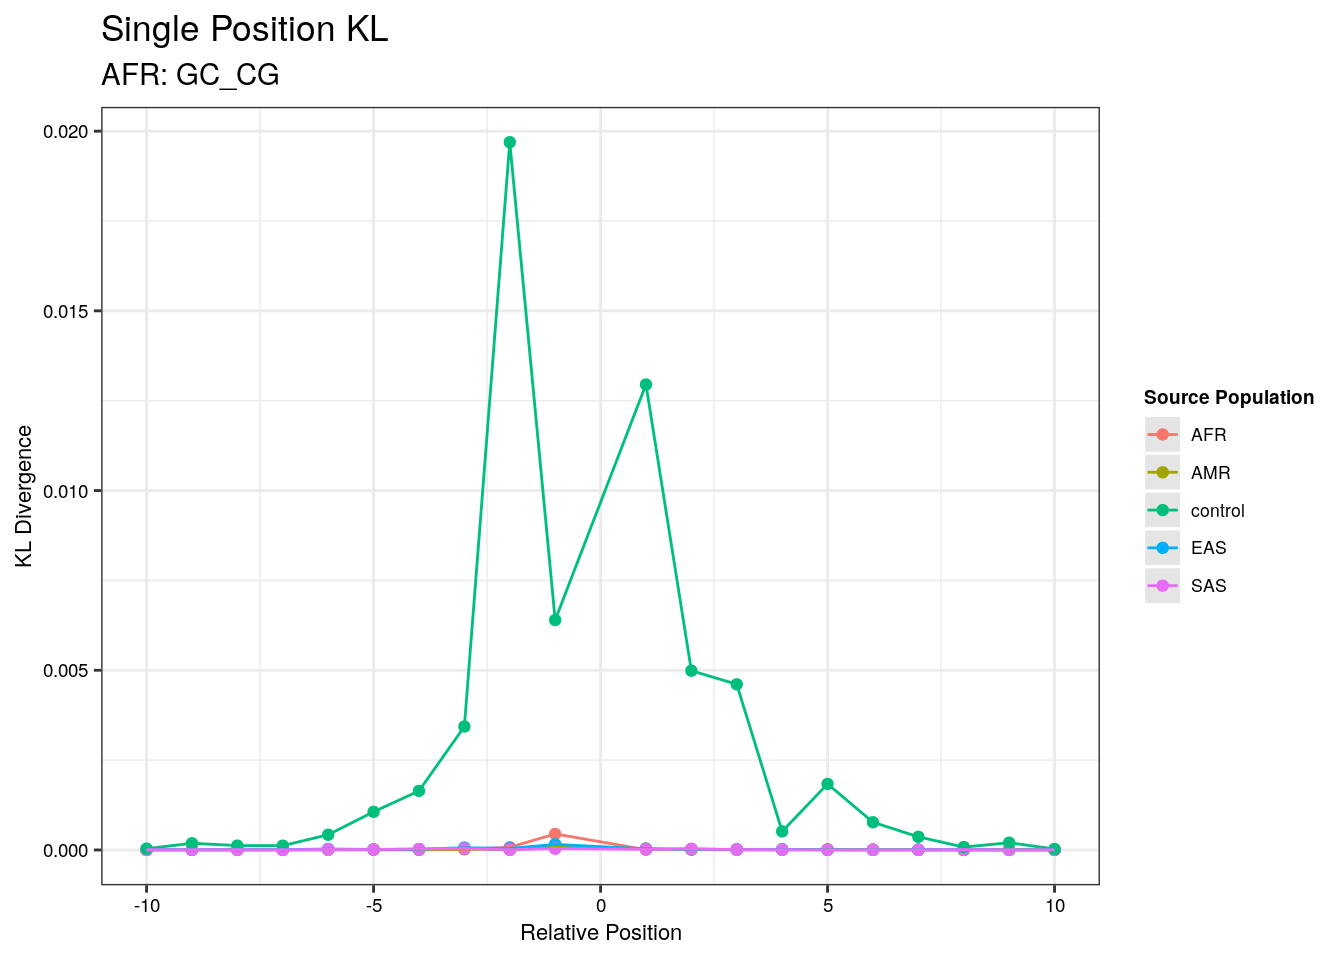 Single Position KL
AFR: GC_CG
0.020
0.015
0.010
0.005
0.000
KL Divergence
-10 -5 0 5 10
Relative Position
Source Population
AFR
AMR
control
EAS
SAS